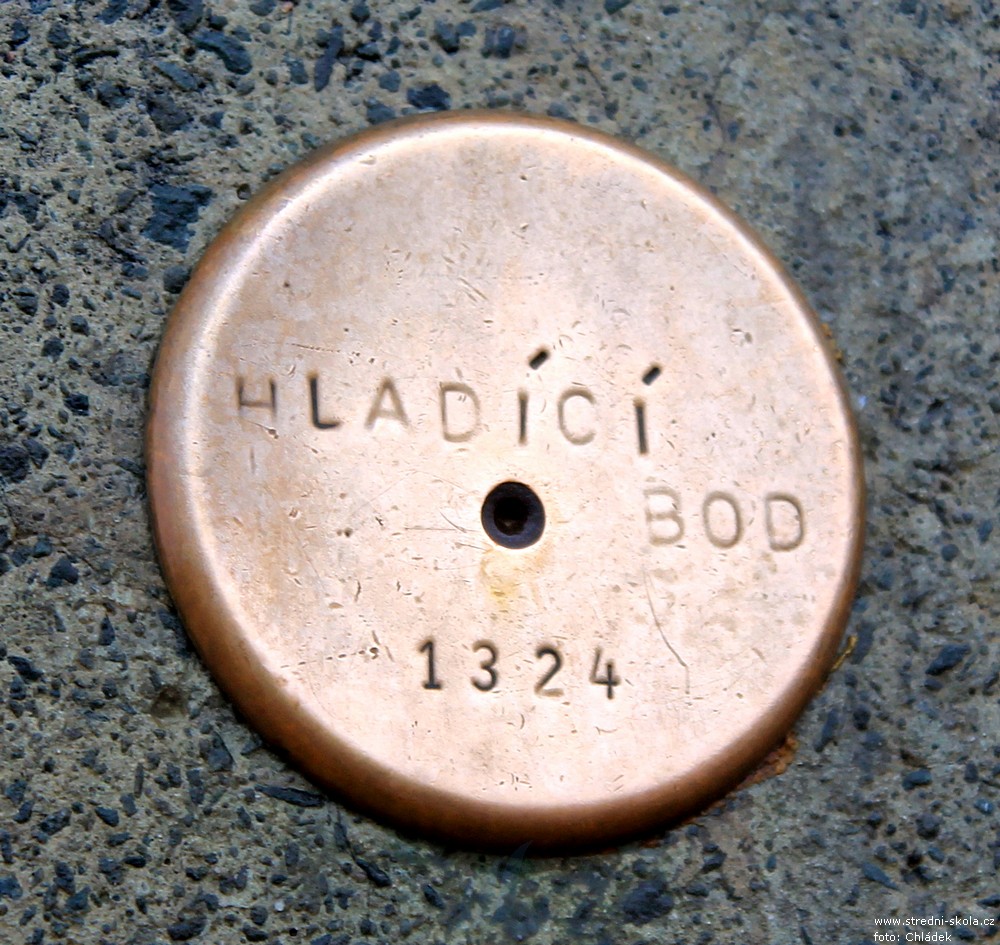 HLADÍCÍ
BOD
1324
www.stredni-skola.cz
foto: Chládek